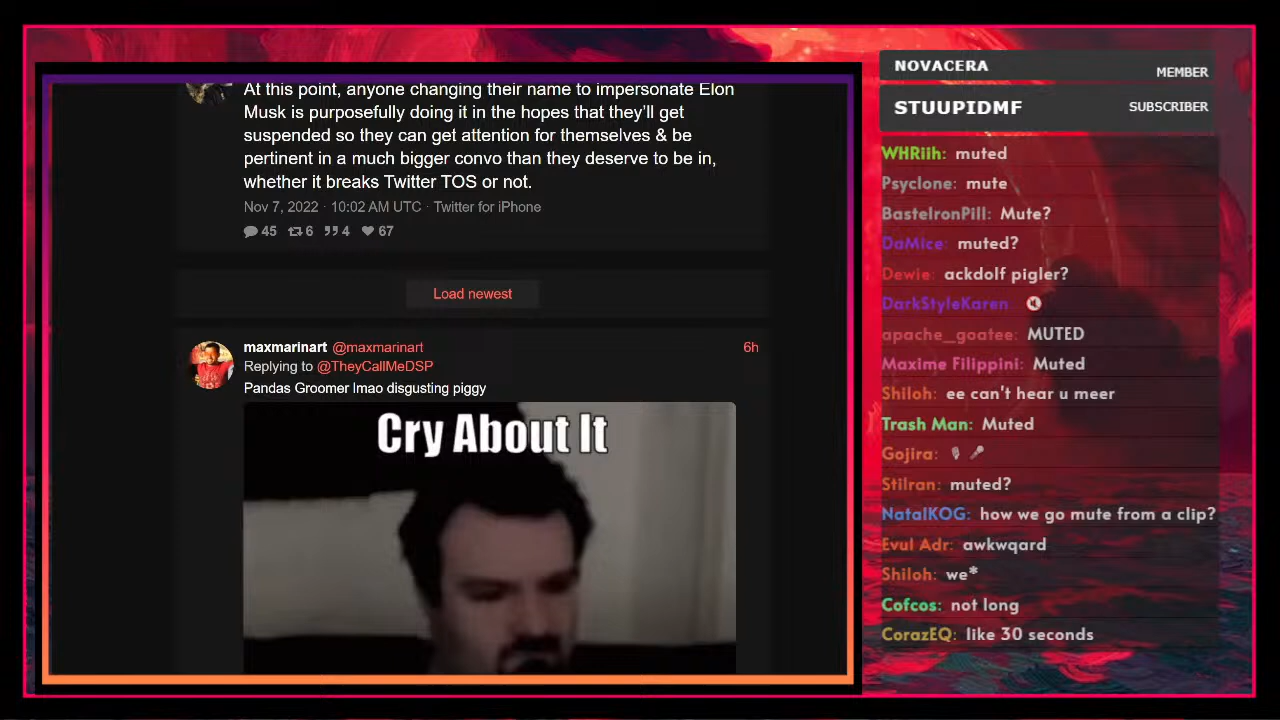 At this point, anyone changing their name to impersonate Elon
Musk is purposefully doing it in the hopes that they'll get
suspended so they can get attention for themselves & be
pertinent in a much bigger convo than they deserve to be in,
whether it breaks Twitter TOS or not.
Nov 7, 2022 · 10:02 AM UTC · Twitter for iPhone
45 6 4 67
Load newest
maxmarinart @maxmarinart 6h
Replying to @TheyCallMeDSP
Pandas Groomer lmao disgusting piggy
Cry About It
NOVACERA MEMBER
STUUPIDMF SUBSCRIBER
WHRiih: muted
Psyclone: mute
BasteIronPill: Mute?
DaMice: muted?
Dewie: ackdolf pigler?
DarkStyleKaren
apache_goatee: MUTED
Maxime Filippini: Muted
Shiloh: ee can't hear u meer
Trash Man: Muted
Gojira:
Stilran: muted?
NatalKOG: how we go mute from a clip?
Evul Adr: awkwqard
Shiloh: we*
Cofcos: not long
CorazEQ: like 30 seconds